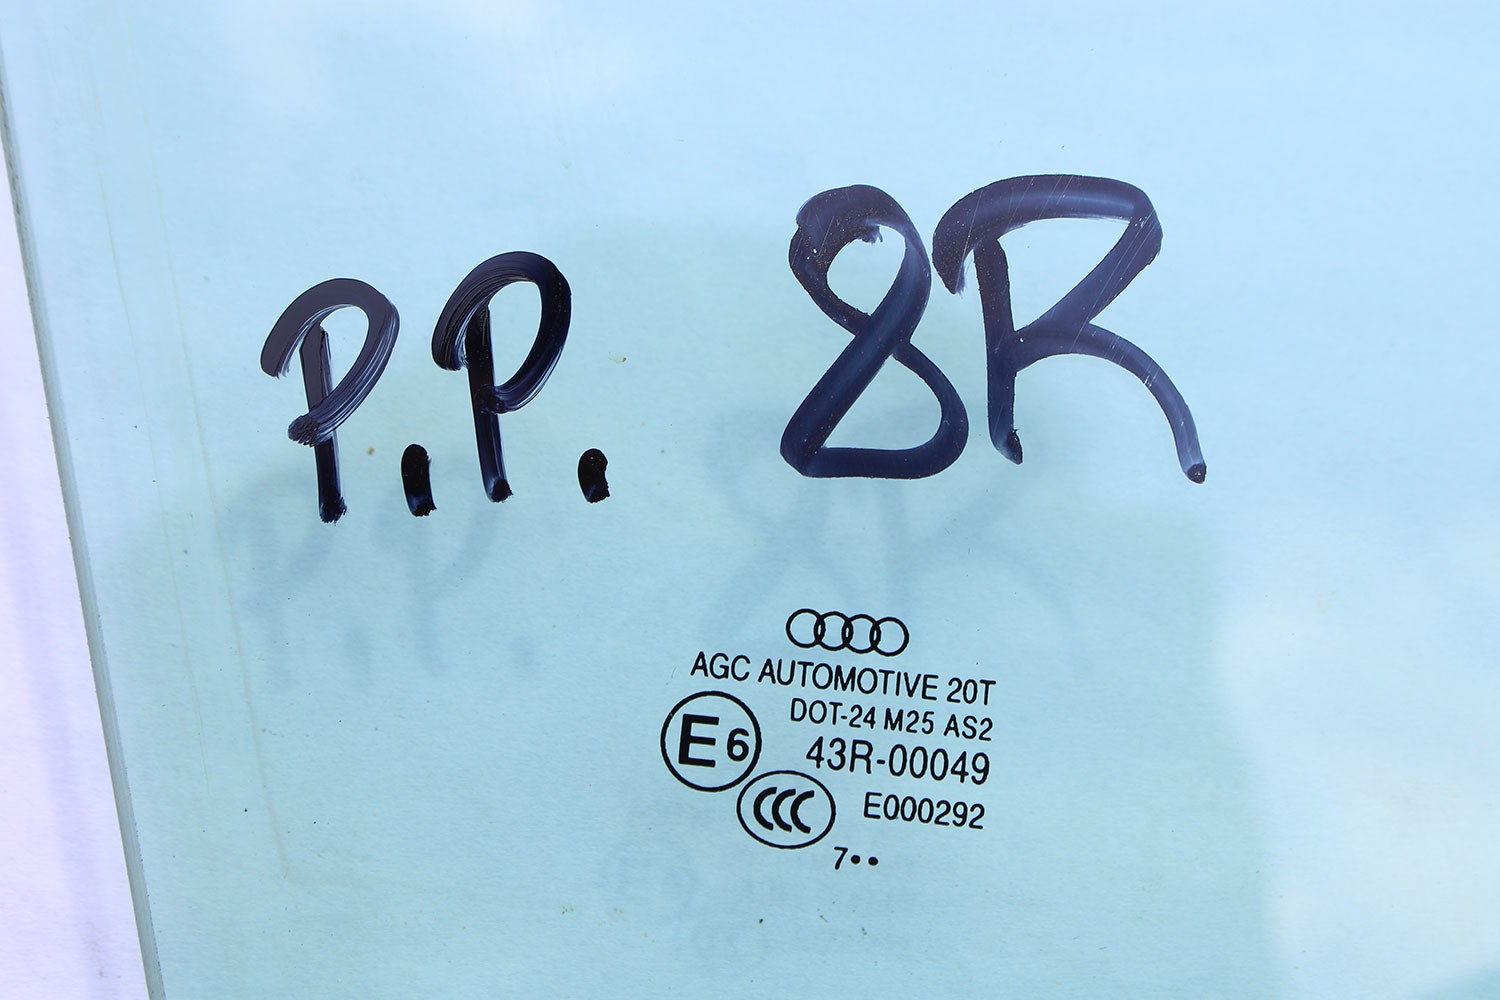 P.P. 8R
AGC AUTOMOTIVE 20T
DOT-24 M25 AS2
E6 43R-00049
CCC E000292
7••